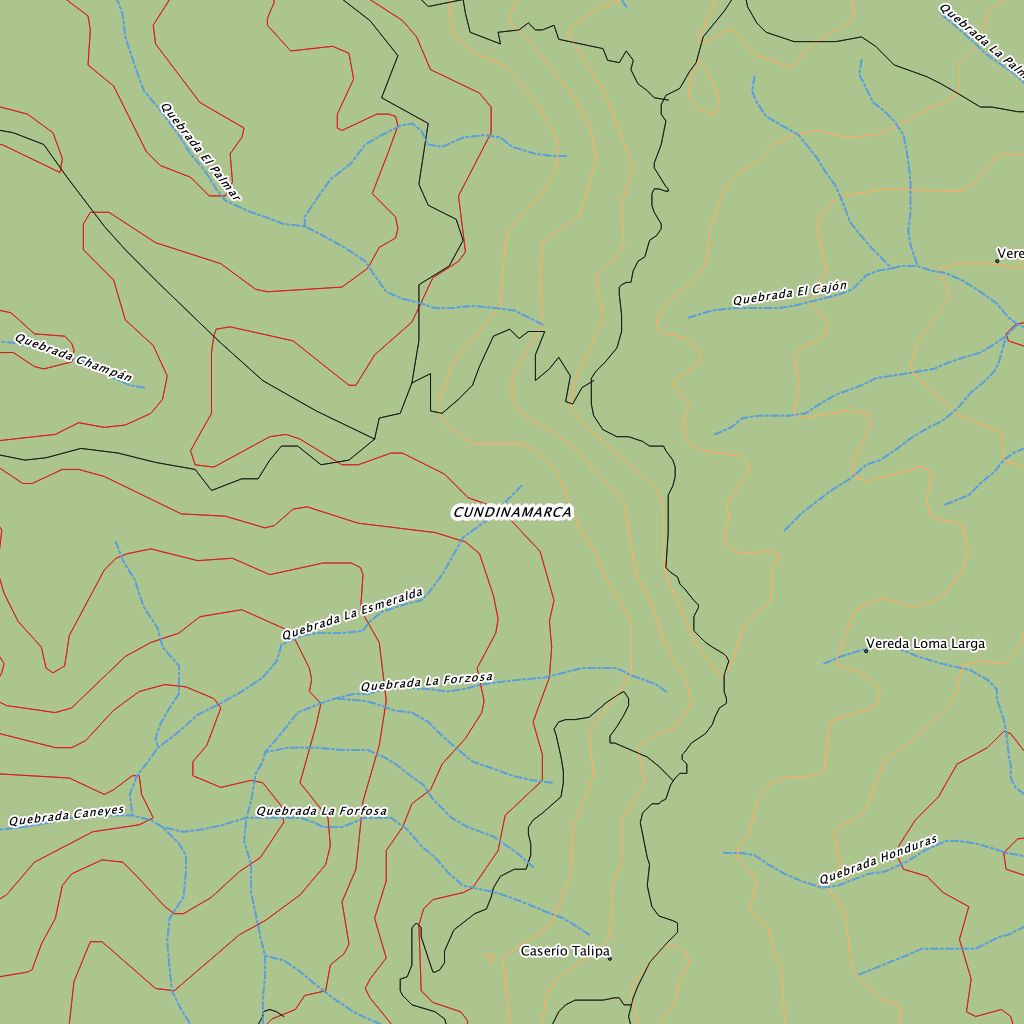 Quebrada La Palm
Quebrada El Palmar
Vere
Quebrada El Cajón
Quebrada Champán
CUNDINAMARCA
Quebrada La Esmeralda
Vereda Loma Larga
Quebrada La Forzosa
Quebrada Caneyes
Quebrada La Forfosa
Quebrada Honduras
Caserío Talipa